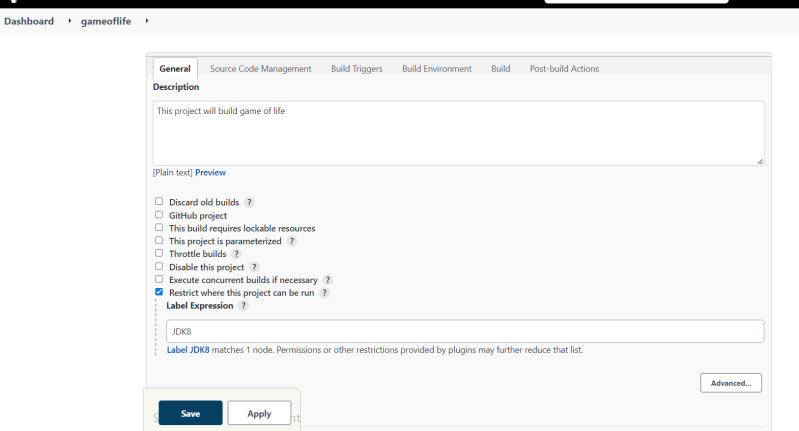 Dashboard gameoflife
General Source Code Management Build Triggers Build Environment Build Post-build Actions
Description
This project will build game of life
[Plain text] Preview
Discard old builds ?
GitHub project
This build requires lockable resources
This project is parameterized ?
Throttle builds ?
Disable this project ?
Execute concurrent builds if necessary ?
Restrict where this project can be run ?
Label Expression ?
JDK8
Label JDK8 matches 1 node. Permissions or other restrictions provided by plugins may further reduce that list.
Advanced...
Save Apply